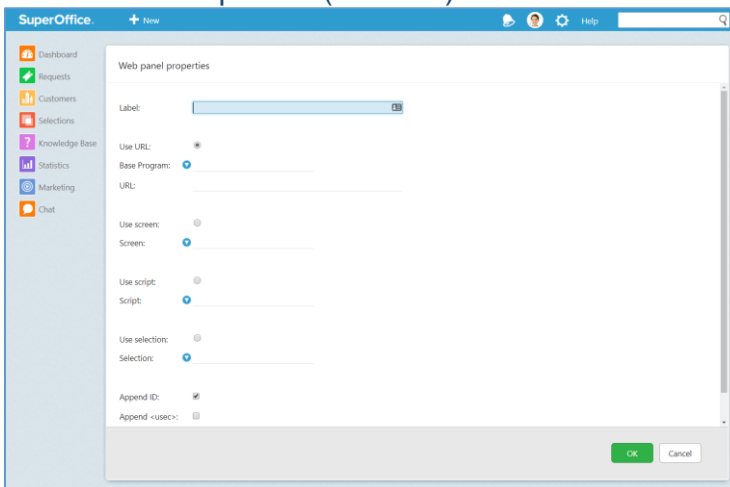 SuperOffice.
+ New
Help
Dashboard
Requests
Customers
Selections
Knowledge Base
Statistics
Marketing
Chat
Web panel properties
Label:
Use URL:
Base Program:
URL:
Use screen:
Screen:
Use script:
Script:
Use selection:
Selection:
Append ID:
Append <usec>:
OK
Cancel